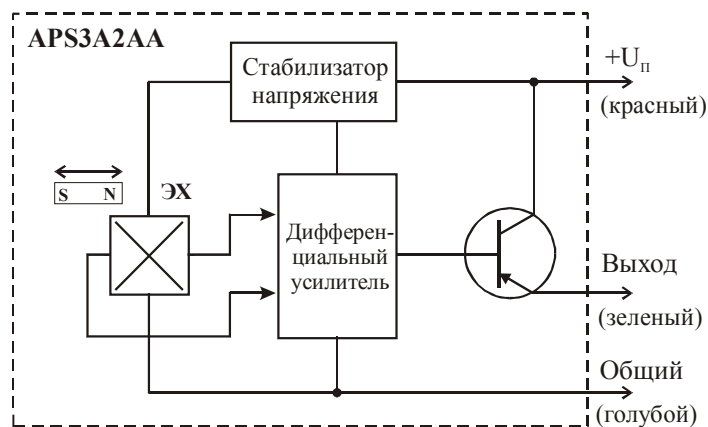 APS3A2AA
Стабилизатор
напряжения
+Uп
(красный)
S N
ЭХ
Дифферен-
циальный
усилитель
Выход
(зеленый)
Общий
(голубой)